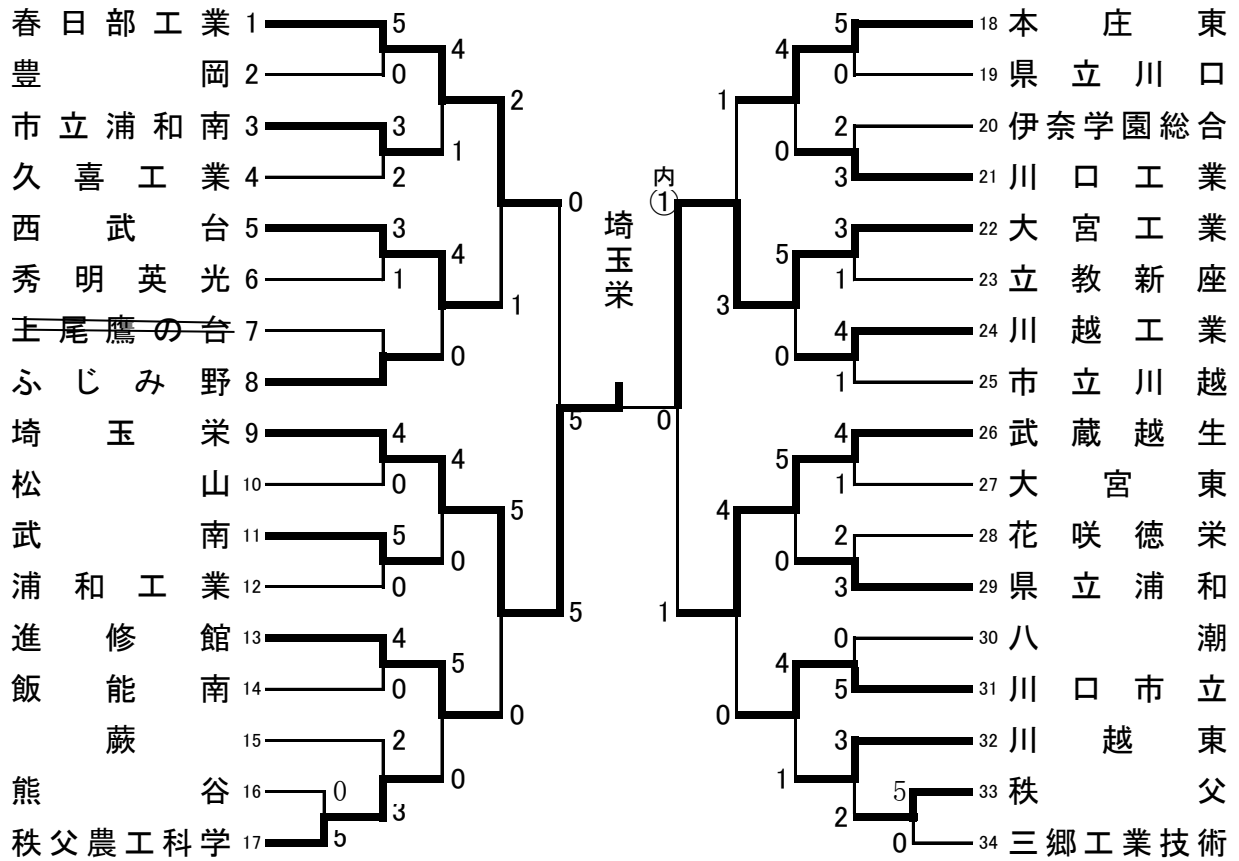 春日部工業 1 5
4
豊岡 2 0
2
市立浦和南 3 3
1
久喜工業 4 2
0
西武台 5 3
4
秀明英光 6 1
1
上尾鷹の台 7
0
ふじみ野 8
5
埼玉栄 9 4
4
松山 10 0
5
武南 11 5
0
浦和工業 12 0
5
進修館 13 4
5
飯能南 14 0
0
蕨 15 2
0
熊谷 16 0
3
秩父農工科学 17 5
埼玉栄
内
①
5 18 本庄東
4
0 19 県立川口
1
2 20 伊奈学園総合
0
3 21 川口工業
3 22 大宮工業
5
1 23 立教新座
3
4 24 川越工業
0
1 25 市立川越
0
4 26 武蔵越生
5
1 27 大宮東
4
2 28 花咲徳栄
0
3 29 県立浦和
1
0 30 八潮
4
5 31 川口市立
0
3 32 川越東
1
5 33 秩父
2
0 34 三郷工業技術